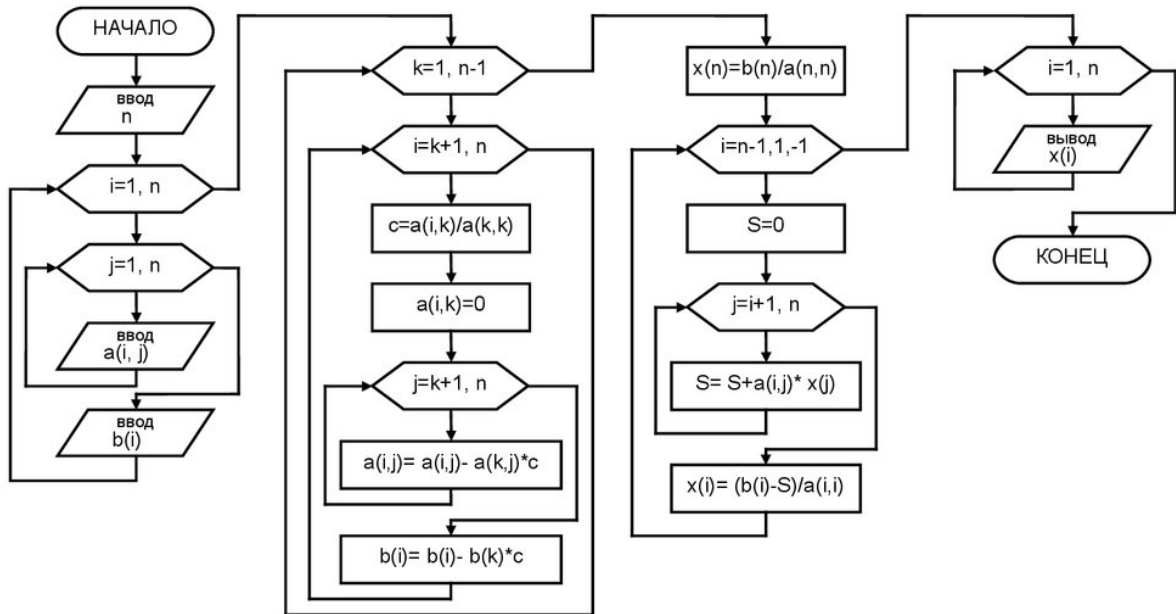 НАЧАЛО
ввод
n
i=1, n
j=1, n
ввод
a(i, j)
ввод
b(i)
k=1, n-1
i=k+1, n
c=a(i,k)/a(k,k)
a(i,k)=0
j=k+1, n
a(i,j)= a(i,j)- a(k,j)*c
b(i)= b(i)- b(k)*c
x(n)=b(n)/a(n,n)
i=n-1,1,-1
S=0
j=i+1, n
S= S+a(i,j)* x(j)
x(i)= (b(i)-S)/a(i,i)
i=1, n
вывод
x(i)
КОНЕЦ